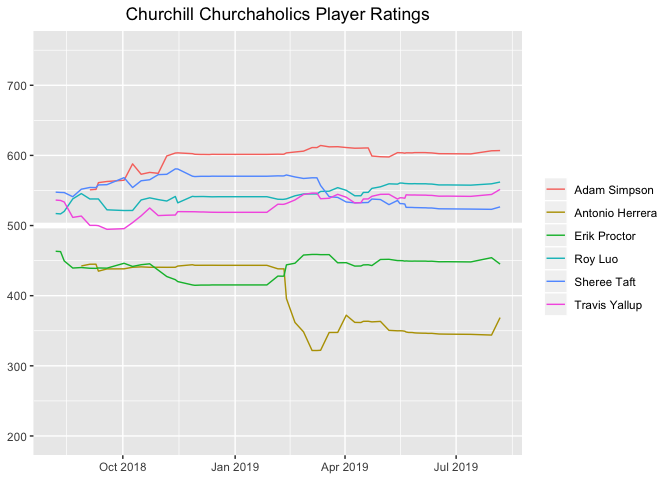 Churchill Churchaholics Player Ratings
700
600
500
400
300
200
Oct 2018
Jan 2019
Apr 2019
Jul 2019
Adam Simpson
Antonio Herrera
Erik Proctor
Roy Luo
Sheree Taft
Travis Yallup